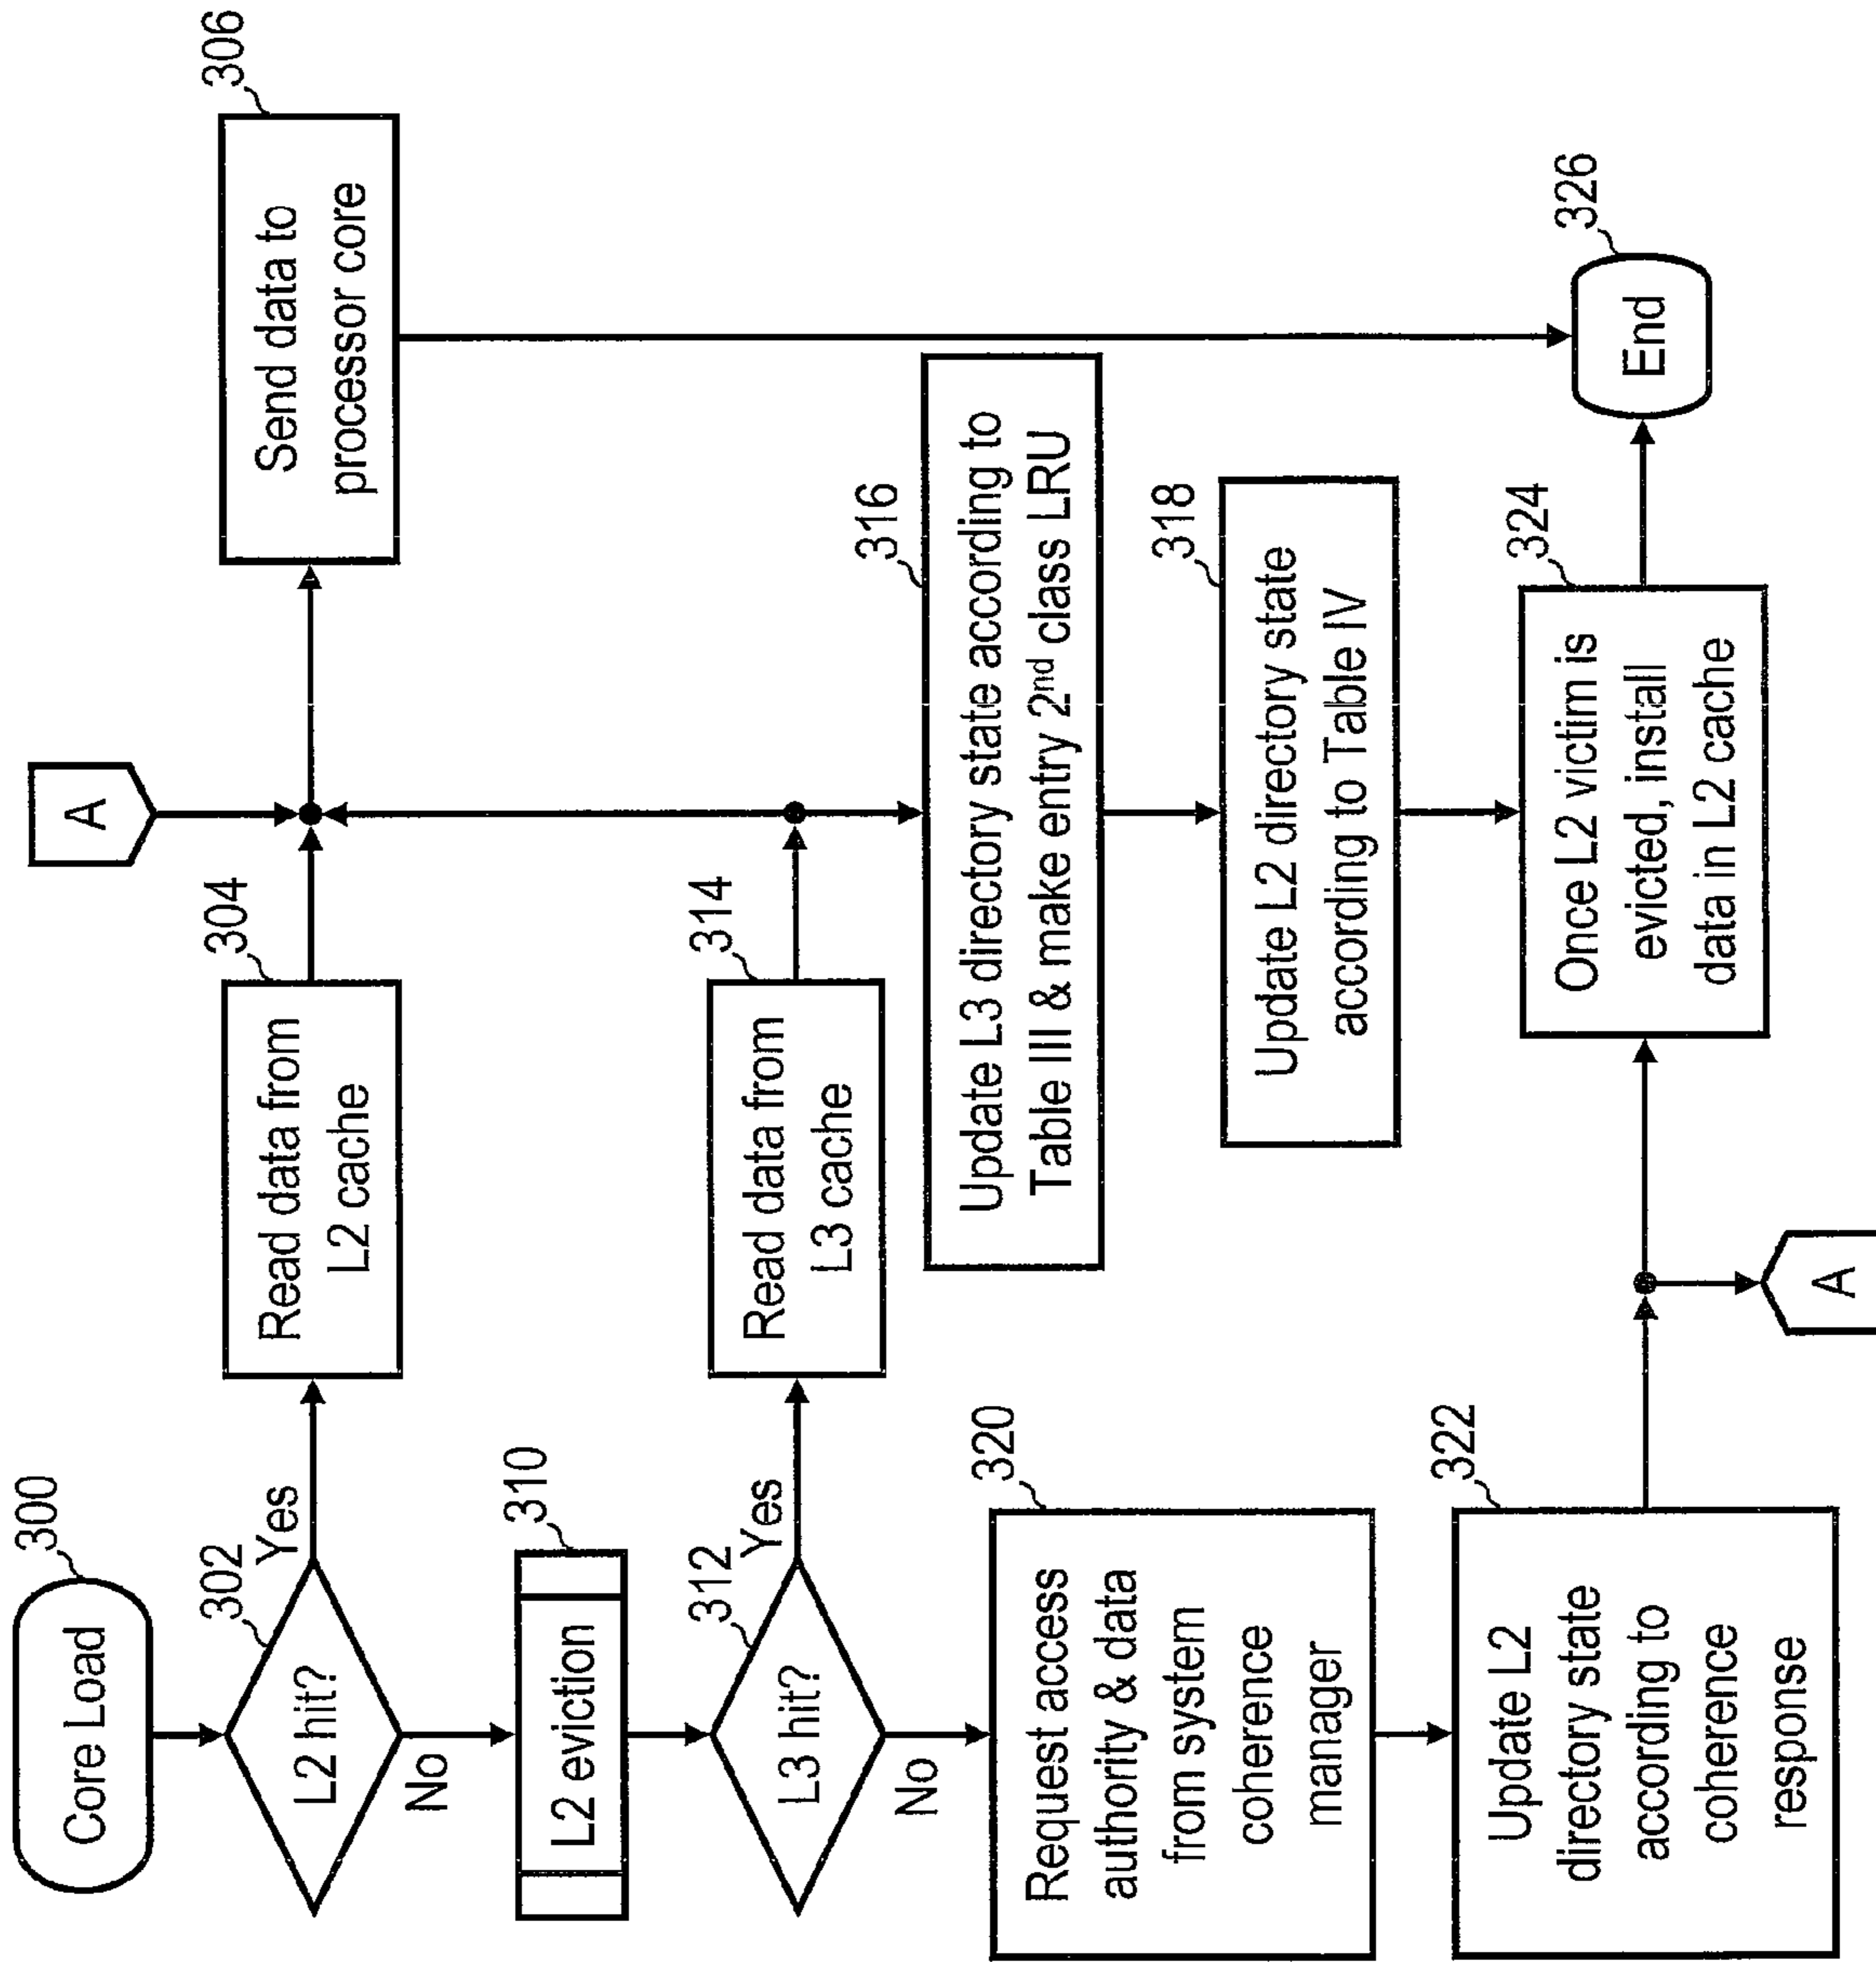 300
Core Load
302
L2 hit?
Yes
No
304
Read data from
L2 cache
A
306
Send data to
processor core
310
L2 eviction
312
L3 hit?
Yes
No
314
Read data from
L3 cache
316
Update L3 directory state according to
Table III & make entry 2nd class LRU
318
Update L2 directory state
according to Table IV
320
Request access
authority & data
from system
coherence
manager
322
Update L2
directory state
according to
coherence
response
A
324
Once L2 victim is
evicted, install
data in L2 cache
326
End